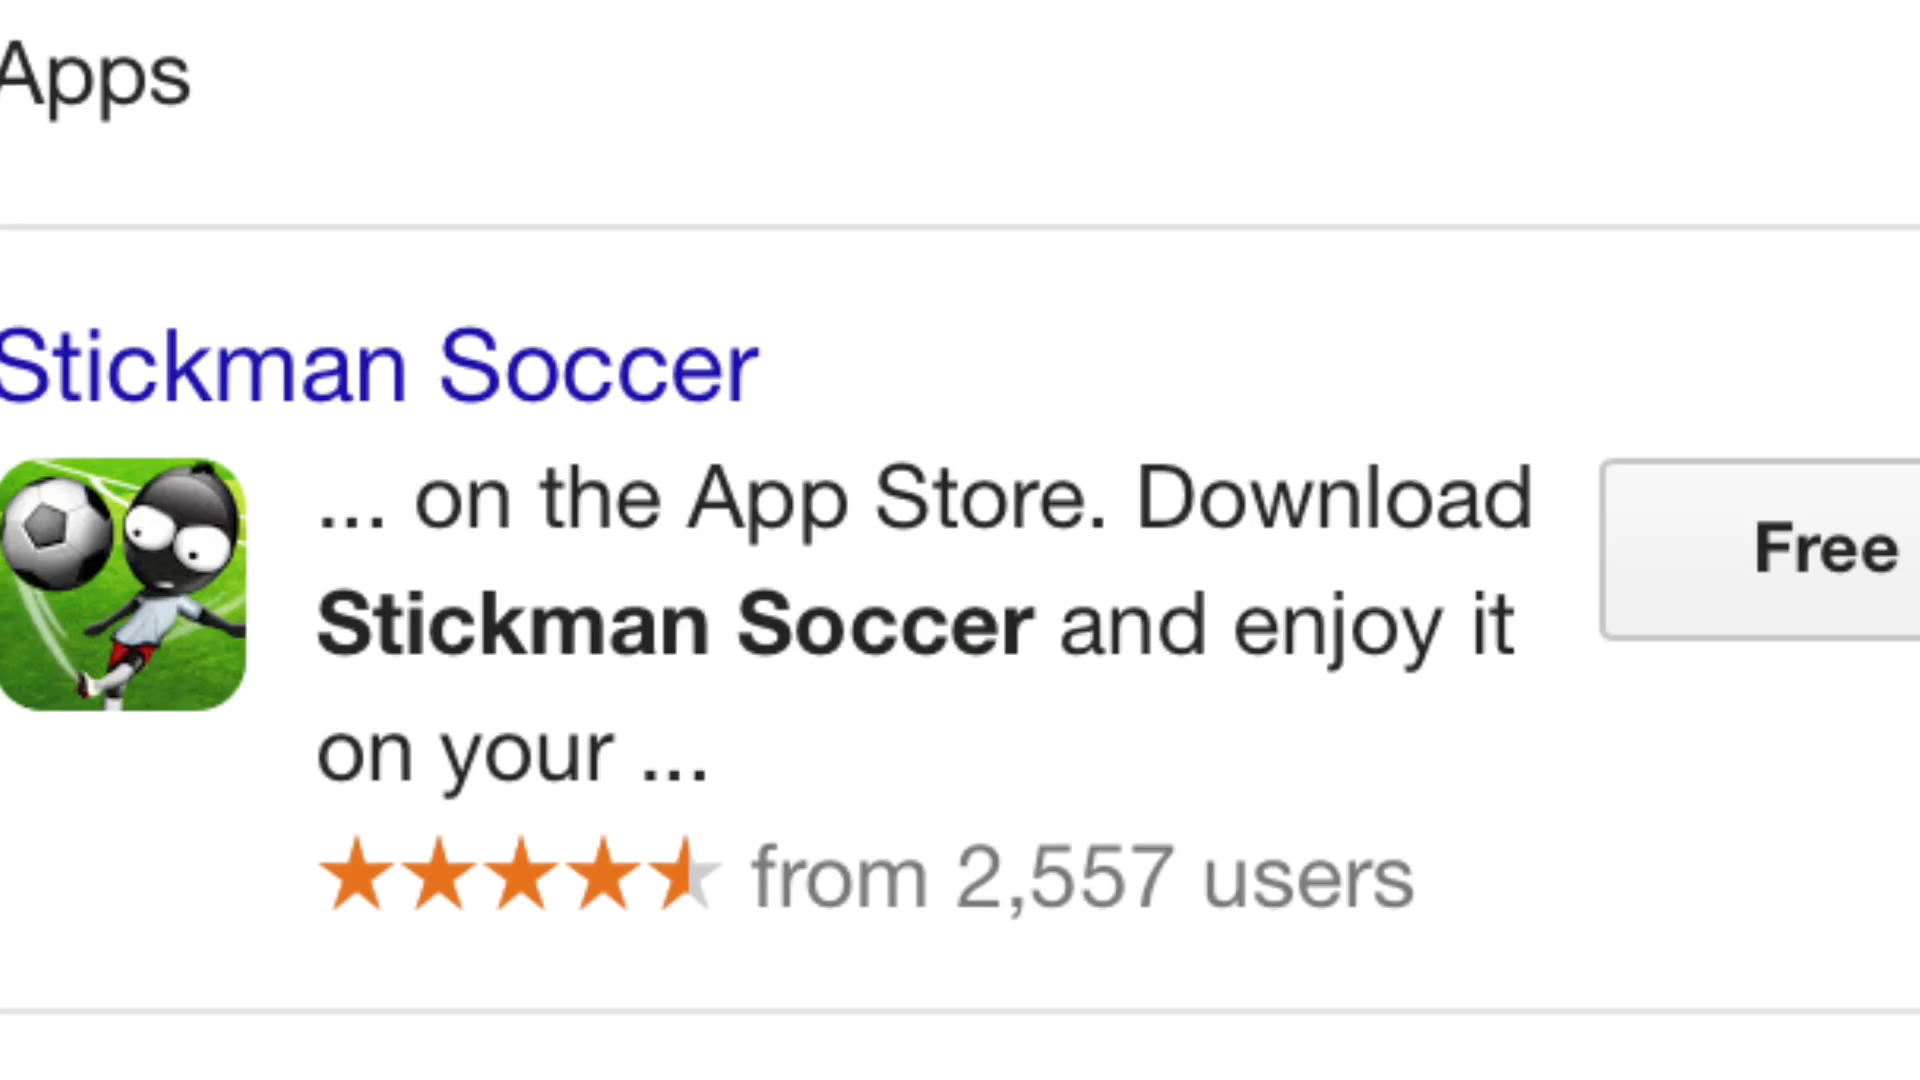 Apps
Stickman Soccer
... on the App Store. Download
Free
Stickman Soccer and enjoy it
on your ...
from 2,557 users